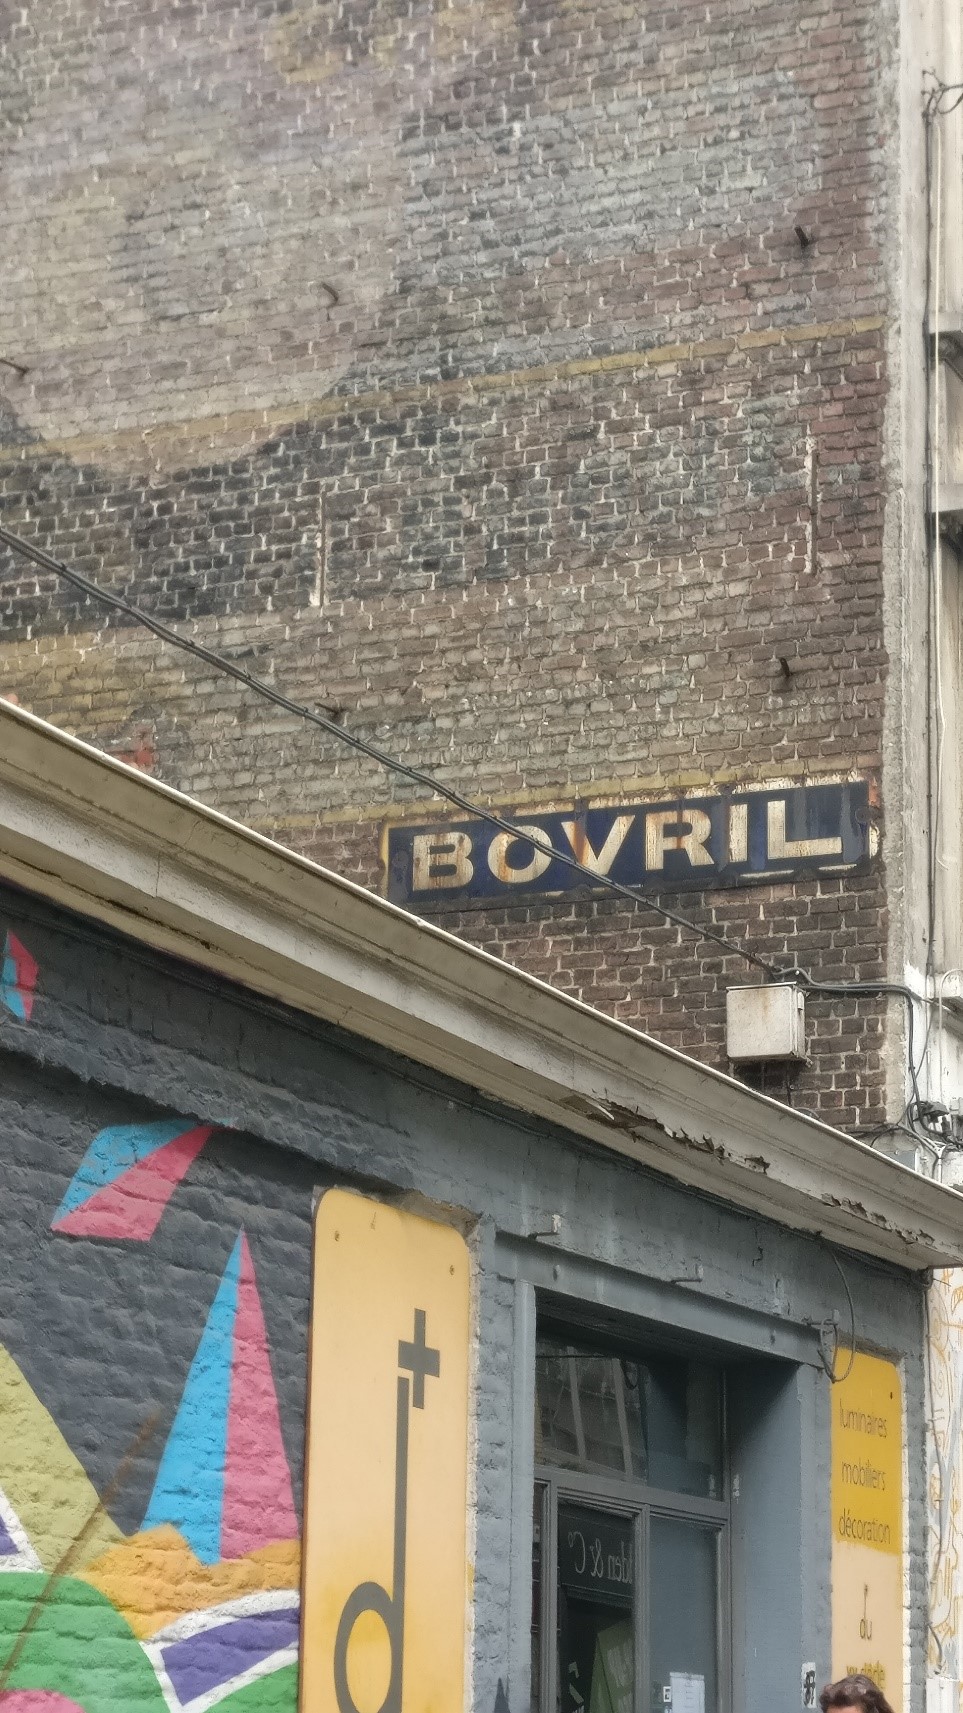 BOVRIL
d+
luminaires
mobiliers
décoration
du